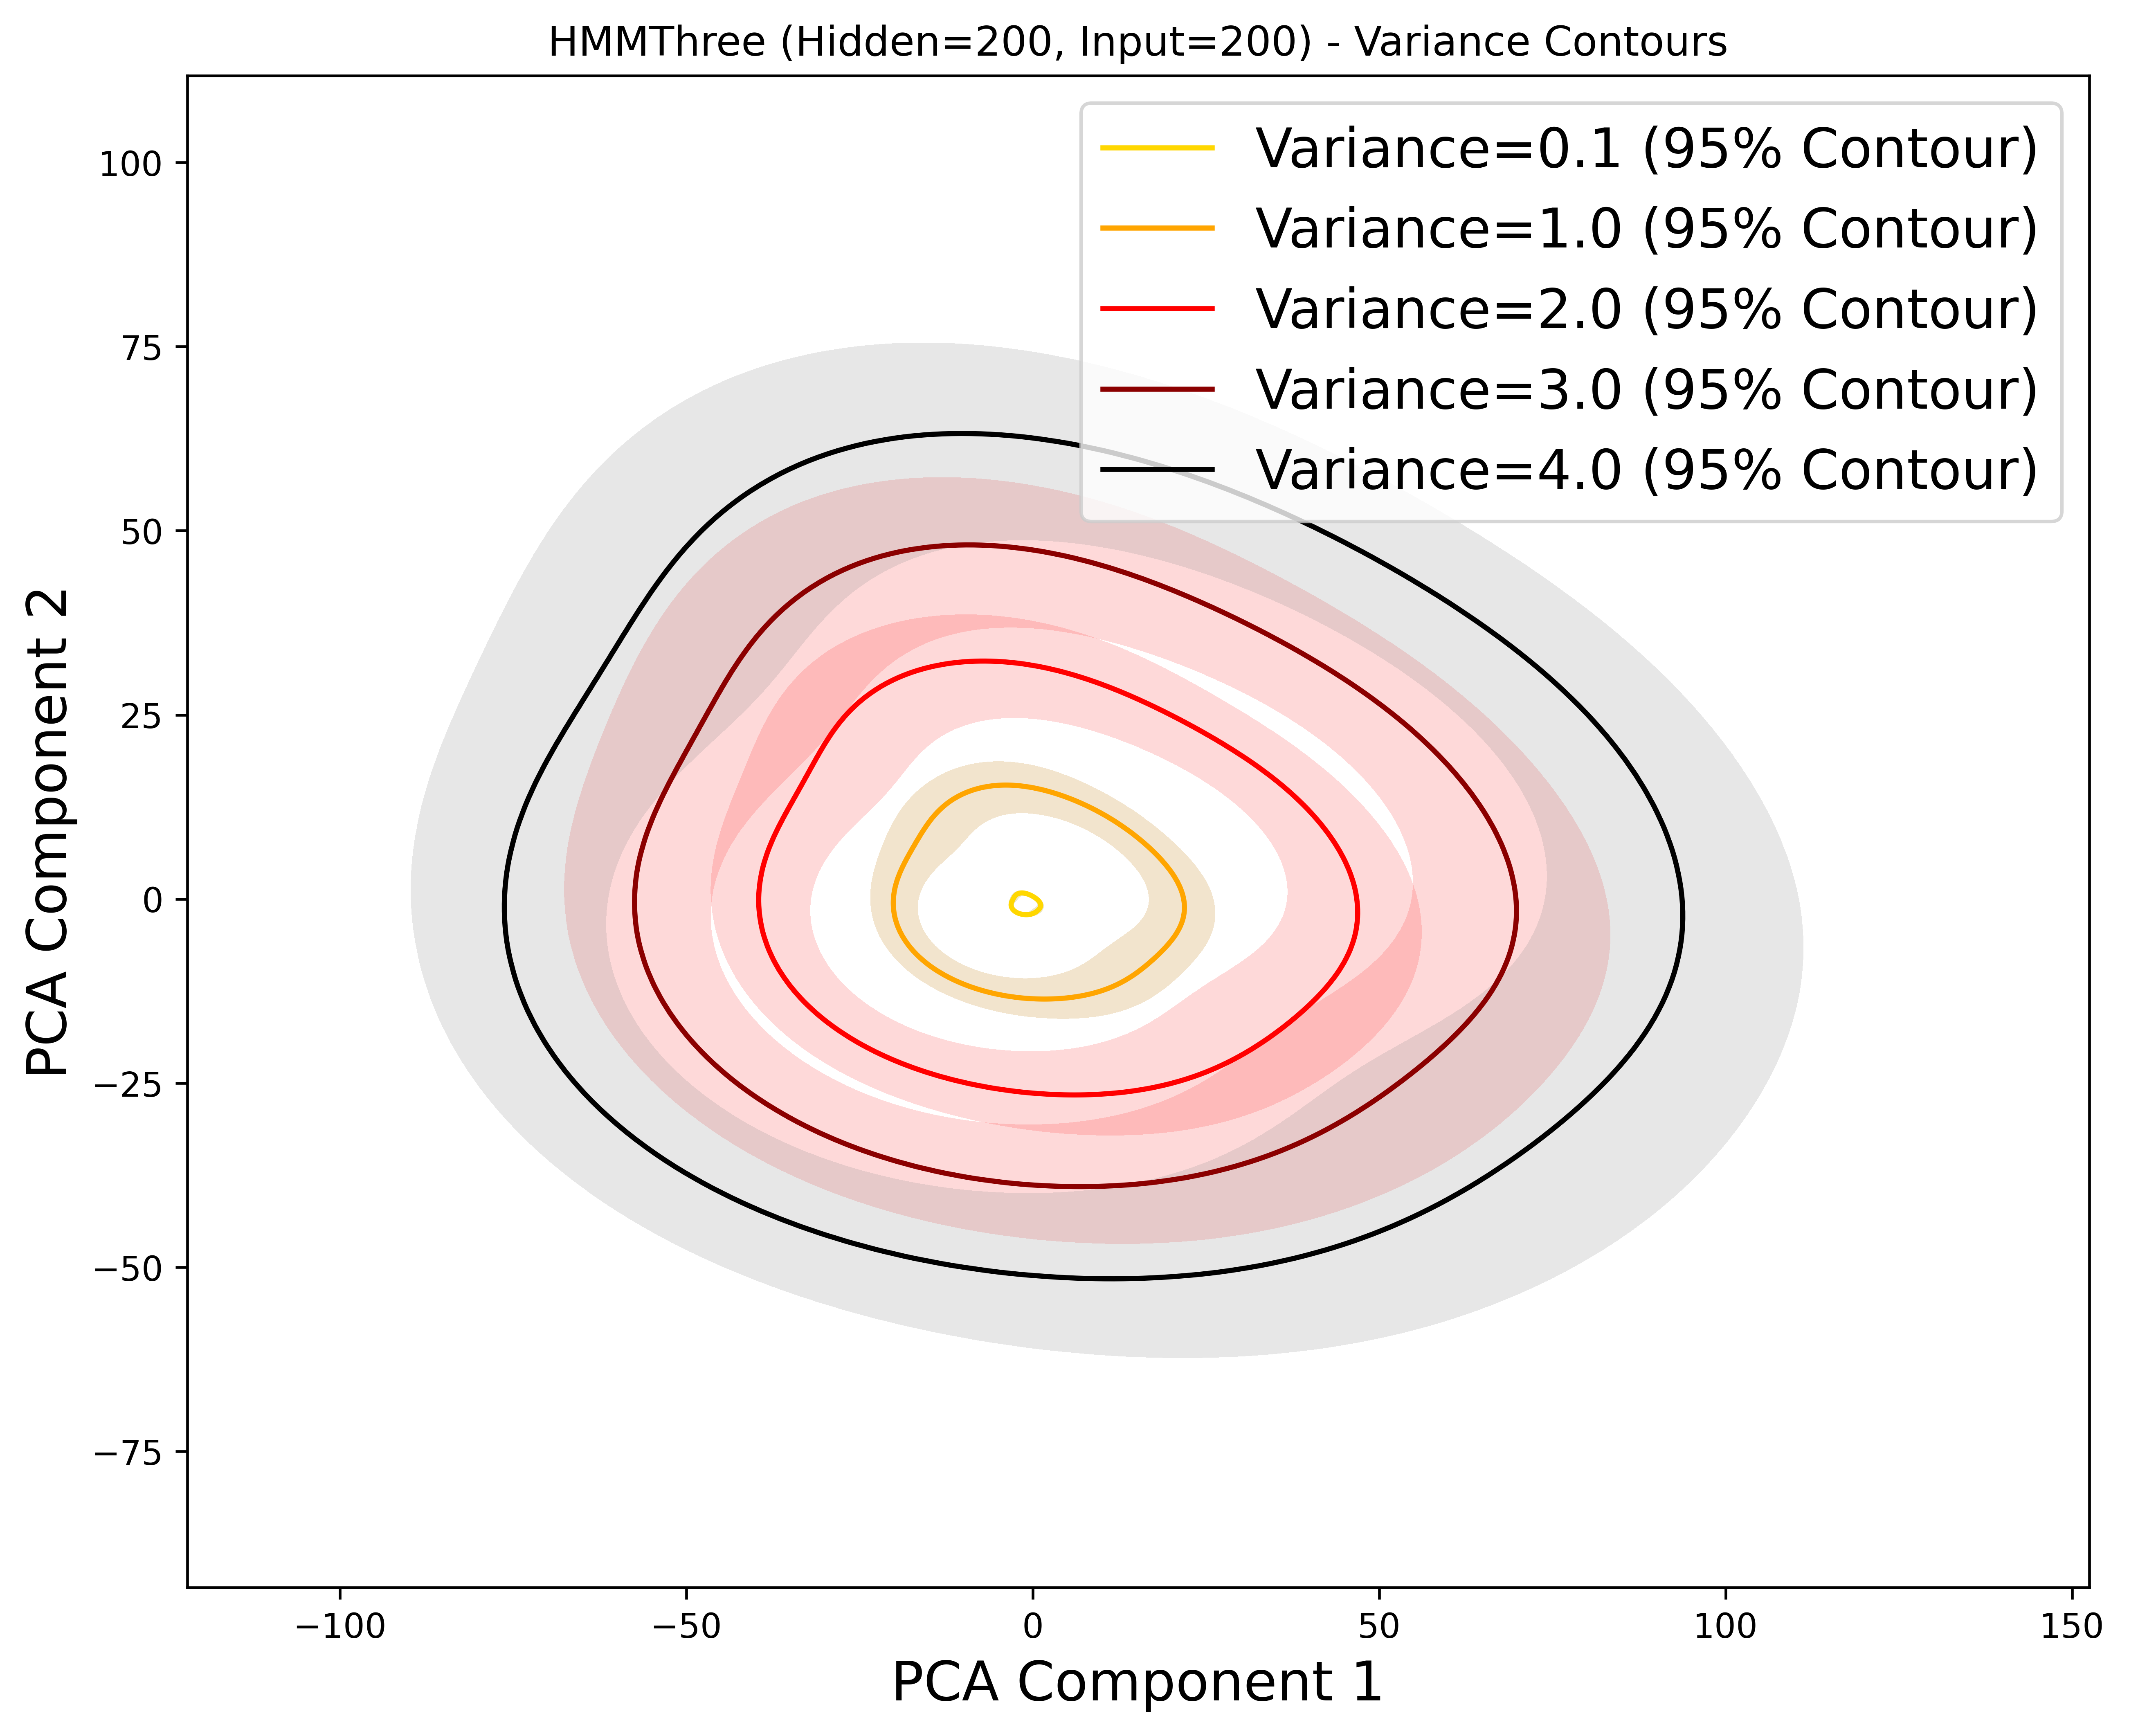 HMMThree (Hidden=200, Input=200) - Variance Contours
Variance=0.1 (95% Contour)
Variance=1.0 (95% Contour)
Variance=2.0 (95% Contour)
Variance=3.0 (95% Contour)
Variance=4.0 (95% Contour)
PCA Component 2
100
75
50
25
0
−25
−50
−75
−100
−50
0
50
100
150
PCA Component 1